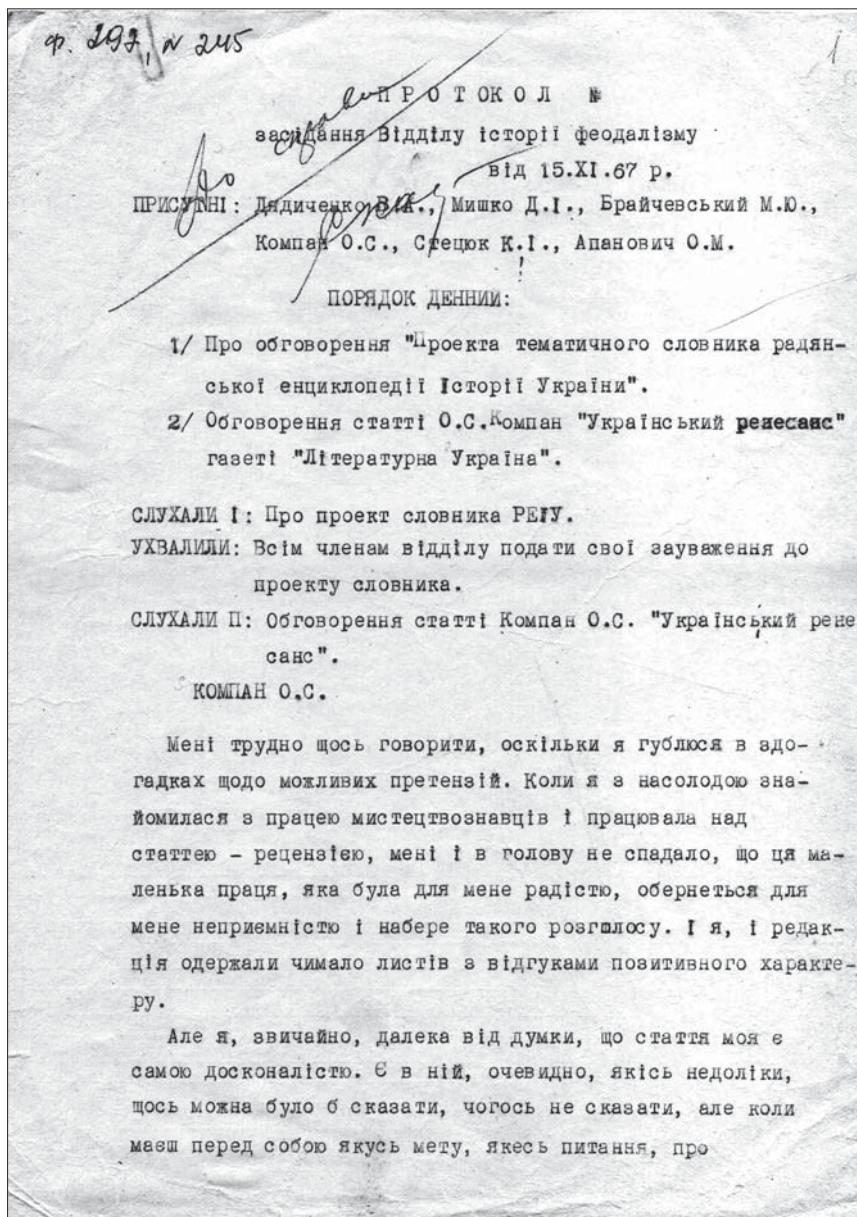 ф. 292, № 245
1
ПРОТОКОЛ №
засідання Відділу історії феодалізму
від 15.XI.67 р.
До справи
ПРИСУТНІ: Дядиченко В.А., Мишко Д.І., Брайчевський М.Ю.,
Компан О.С., Стецюк К.І., Апанович О.М.
ПОРЯДОК ДЕННИЙ:
1/ Про обговорення "Проекта тематичного словника радян-
ської енциклопедії Історії України".
2/ Обговорення статті О.С.Компан "Український ренесанс"
газеті "Літературна Україна".
СЛУХАЛИ І: Про проект словника РЕІУ.
УХВАЛИЛИ: Всім членам відділу подати свої зауваження до
проекту словника.
СЛУХАЛИ П: Обговорення статті Компан О.С. "Український рене
санс".
КОМПАН О.С.
Мені трудно щось говорити, оскільки я гублюся в здо-
гадках щодо можливих претензій. Коли я з насолодою зна-
йомилася з працею мистецтвознавців і працювала над
статтею – рецензією, мені і в голову не спадало, що ця ма-
ленька праця, яка була для мене радістю, обернеться для
мене неприємністю і набере такого розголосу. І я, і редак-
ція одержали чимало листів з відгуками позитивного характе-
ру.
Але я, звичайно, далека від думки, що стаття моя є
самою досконалістю. Є в ній, очевидно, якісь недоліки,
щось можна було б сказати, чогось не сказати, але коли
маєш перед собою якусь мету, якесь питання, про